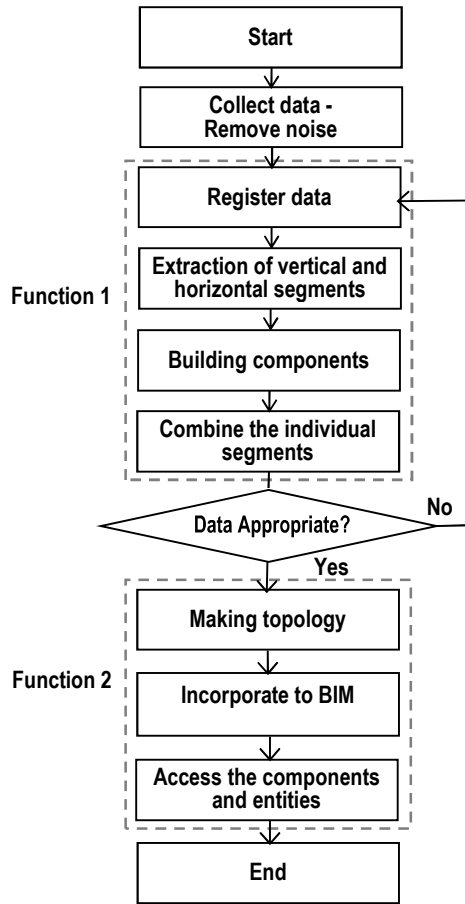 Start
Collect data -
Remove noise
Register data
Function 1
Extraction of vertical and
horizontal segments
Building components
Combine the individual
segments
Data Appropriate?
No
Yes
Making topology
Function 2
Incorporate to BIM
Access the components
and entities
End